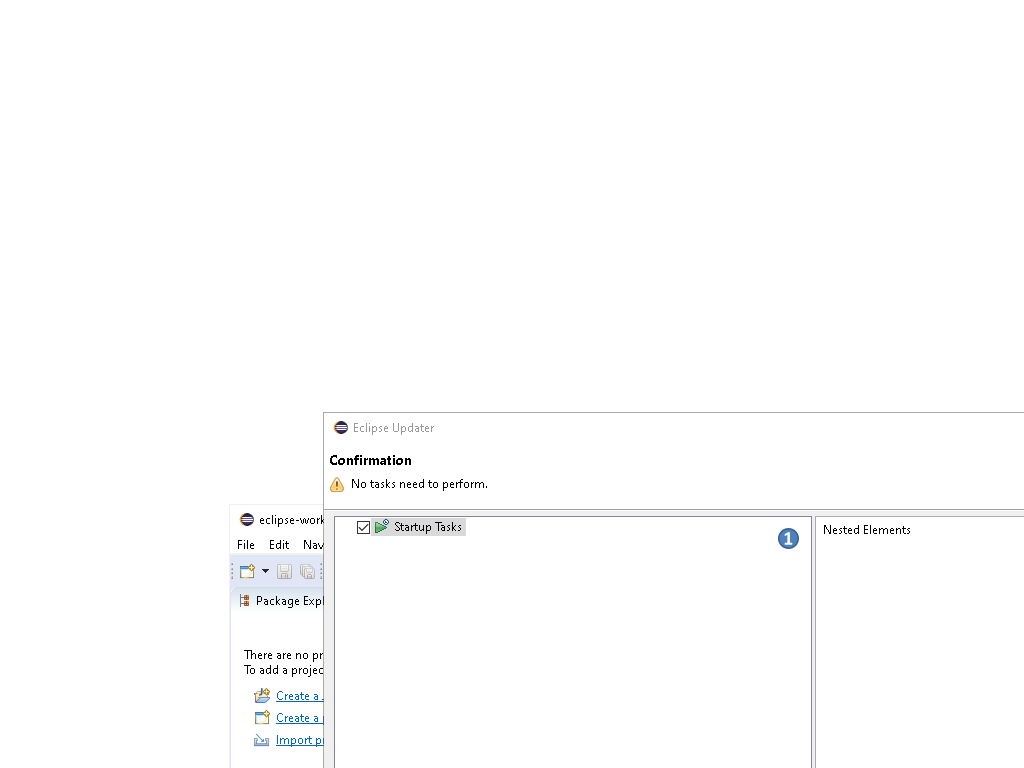 Eclipse Updater
Confirmation
No tasks need to perform.
eclipse-work
Startup Tasks
1
Nested Elements
File Edit Nav
Package Expl
There are no pr
To add a projec
Create a
Create a
Import pr